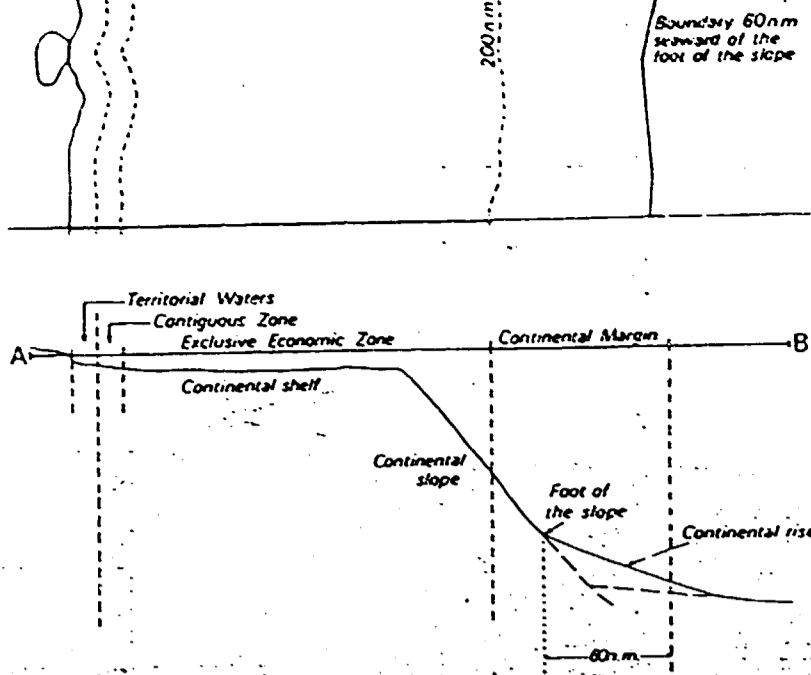 200n.m.
Boundary 60nm
seaward of the
foot of the slope
Territorial Waters
Contiguous Zone
Exclusive Economic Zone
Continental Margin
A
B
Continental shelf
Continental
slope
Foot of
the slope
Continental rise
60n.m.